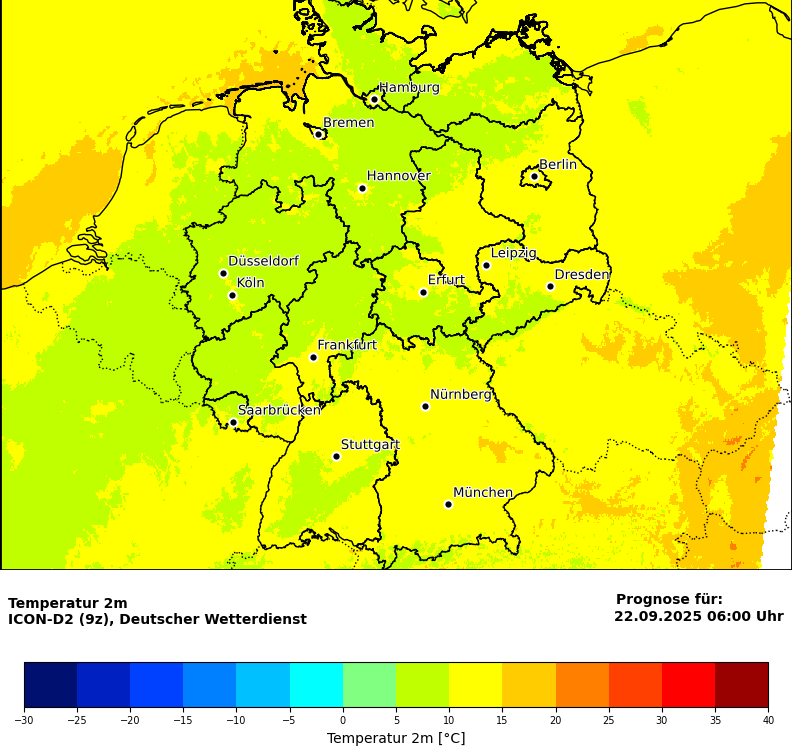 Hamburg
Bremen
Berlin
Hannover
Leipzig
Düsseldorf
Dresden
Köln
Erfurt
Frankfurt
Nürnberg
Saarbrücken
Stuttgart
München
Temperatur 2m
ICON-D2 (9z), Deutscher Wetterdienst
Prognose für:
22.09.2025 06:00 Uhr
−30 −25 −20 −15 −10 −5 0 5 10 15 20 25 30 35 40
Temperatur 2m [°C]